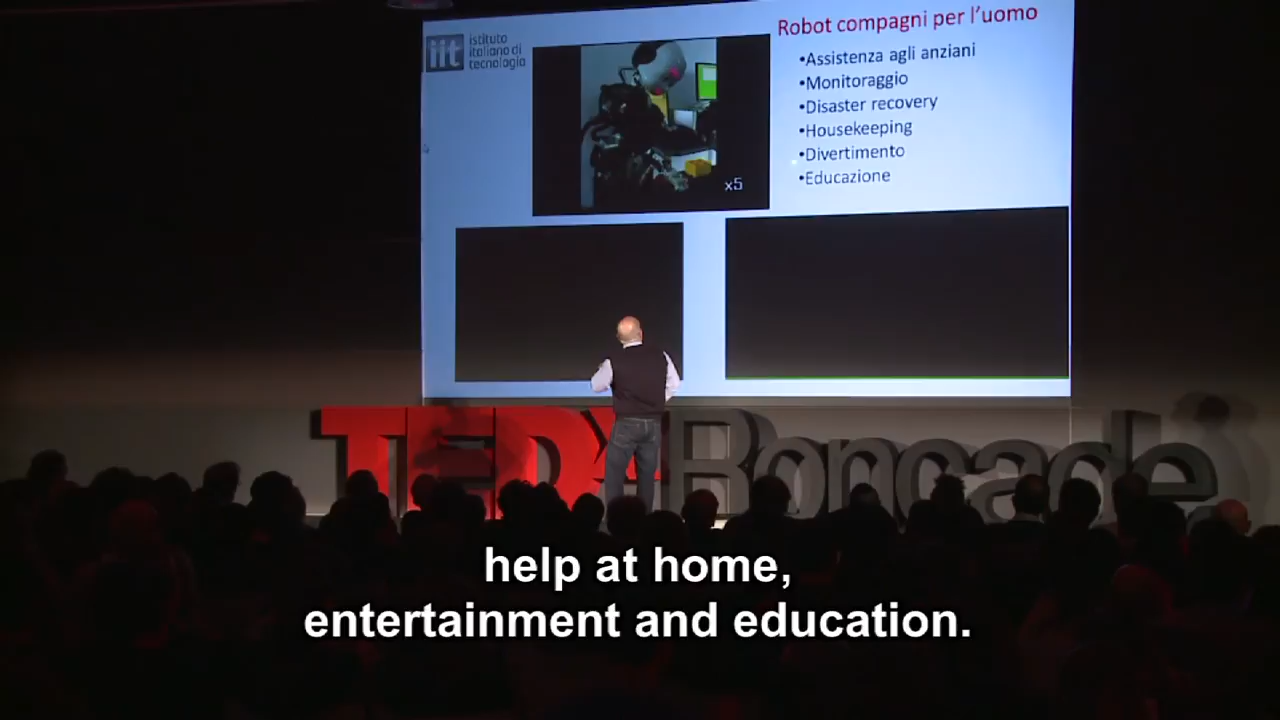 Robot compagni per l'uomo
iit
istituto
italiano di
tecnologia
•Assistenza agli anziani
•Monitoraggio
•Disaster recovery
•Housekeeping
•Divertimento
•Educazione
x5
TEDxRoncade
help at home,
entertainment and education.